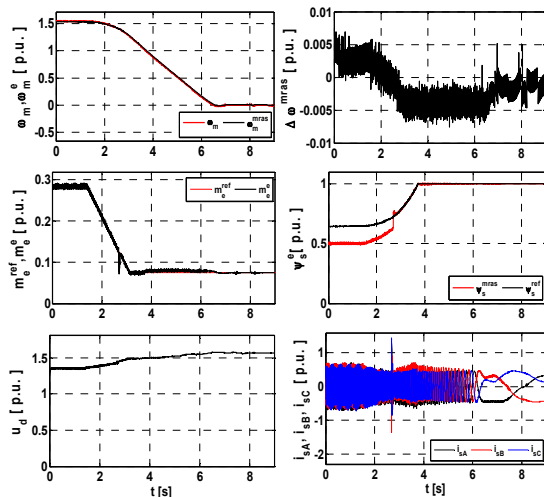 ω_m, ω_m^e [ p.u. ]
1.5
1
0.5
0
-0.5
0 2 4 6 8
ω_m ω_m^mras
Δ ω^mras [ p.u. ]
0.01
0.005
0
-0.005
-0.01
0 2 4 6 8
m_e^ref, m_e^e [ p.u. ]
0.3
0.2
0.1
0
0 2 4 6 8
m_e^ref m_e^e
ψ_s^e [ p.u. ]
1
0.5
0
0 2 4 6 8
ψ_s^mras ψ_s^ref
u_d [ p.u. ]
1.5
1
0.5
0
0 2 4 6 8
t [s]
i_sA, i_sB, i_sC [ p.u. ]
1
0
-1
-2
0 2 4 6 8
i_sA i_sB i_sC
t [s]